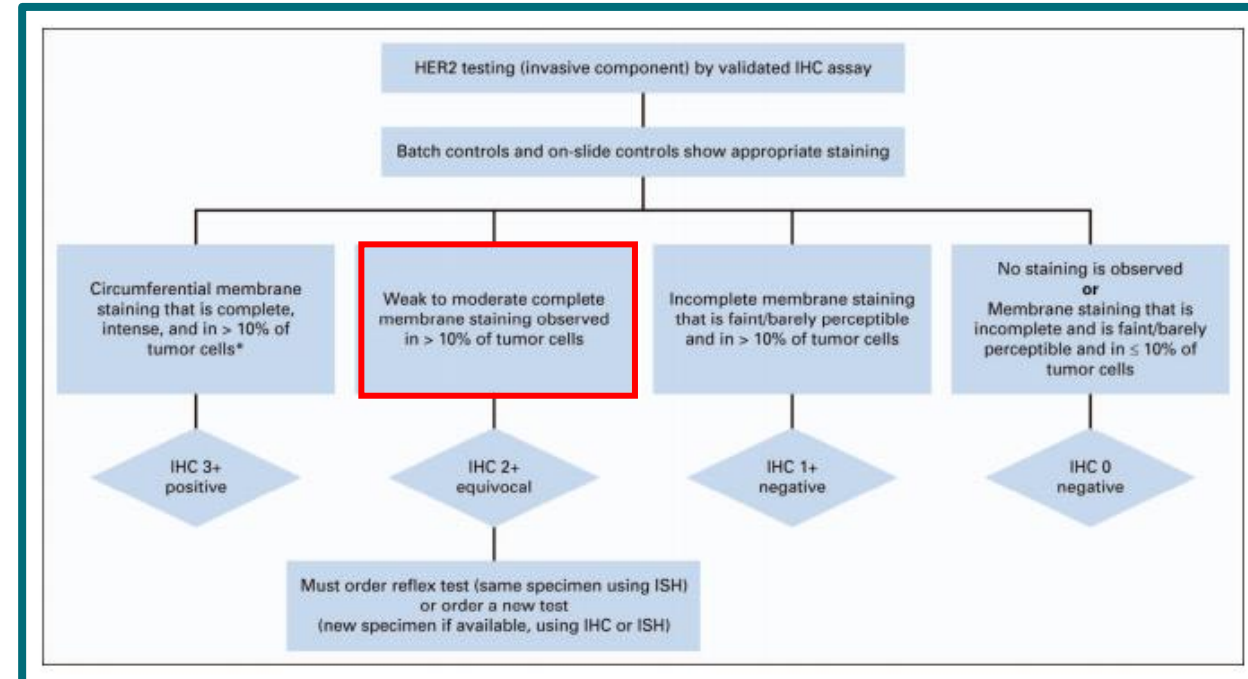 HER2 testing (invasive component) by validated IHC assay
Batch controls and on-slide controls show appropriate staining
Circumferential membrane
staining that is complete,
intense, and in > 10% of
tumor cells*
Weak to moderate complete
membrane staining observed
in > 10% of tumor cells
Incomplete membrane staining
that is faint/barely perceptible
and in > 10% of tumor cells
No staining is observed
or
Membrane staining that is
incomplete and is faint/barely
perceptible and in ≤ 10% of
tumor cells
IHC 3+
positive
IHC 2+
equivocal
IHC 1+
negative
IHC 0
negative
Must order reflex test (same specimen using ISH)
or order a new test
(new specimen if available, using IHC or ISH)